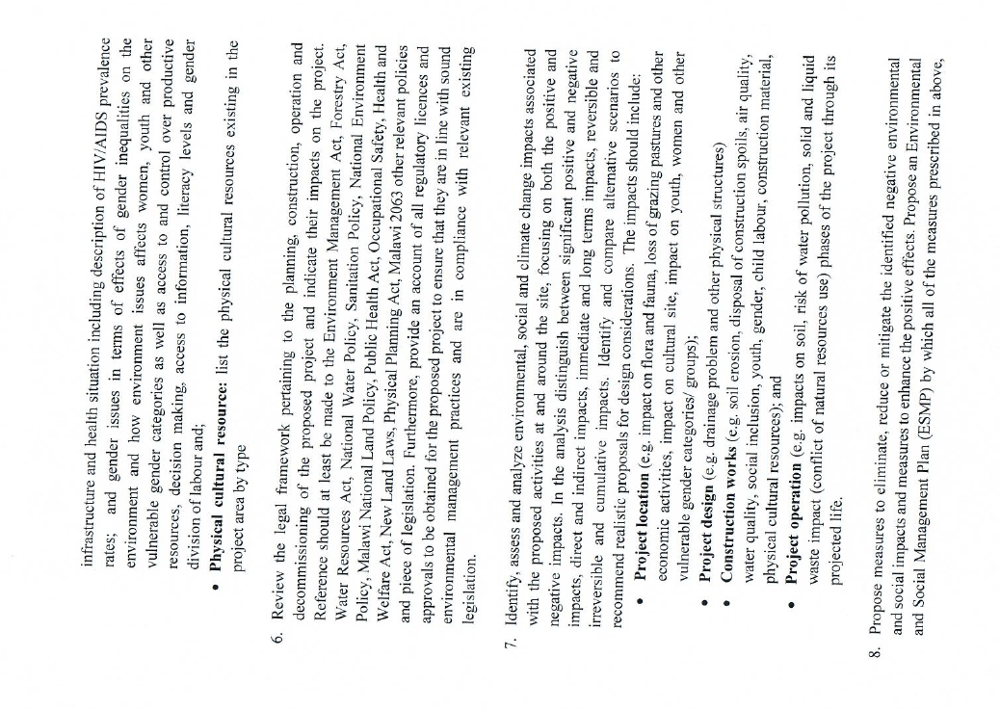 infrastructure and health situation including description of HIV/AIDS prevalence
rates; and gender issues in terms of effects of gender inequalities on the
environment and how environment issues affects women, youth and other
vulnerable gender categories as well as access to and control over productive
resources, decision making, access to information, literacy levels and gender
division of labour and;
• Physical cultural resource: list the physical cultural resources existing in the
project area by type
6. Review the legal framework pertaining to the planning, construction, operation and
decommissioning of the proposed project and indicate their impacts on the project.
Reference should at least be made to the Environment Management Act, Forestry Act,
Water Resources Act, National Water Policy, Sanitation Policy, National Environment
Policy, Malawi National Land Policy, Public Health Act, Occupational Safety, Health and
Welfare Act, New Land Laws, Physical Planning Act, Malawi 2063 other relevant policies
and piece of legislation. Furthermore, provide an account of all regulatory licences and
approvals to be obtained for the proposed project to ensure that they are in line with sound
environmental management practices and are in compliance with relevant existing
legislation.
7. Identify, assess and analyze environmental, social and climate change impacts associated
with the proposed activities at and around the site, focusing on both the positive and
negative impacts. In the analysis distinguish between significant positive and negative
impacts, direct and indirect impacts, immediate and long terms impacts, reversible and
irreversible and cumulative impacts. Identify and compare alternative scenarios to
recommend realistic proposals for design considerations. The impacts should include:
• Project location (e.g. impact on flora and fauna, loss of grazing pastures and other
economic activities, impact on cultural site, impact on youth, women and other
vulnerable gender categories/ groups);
• Project design (e.g. drainage problem and other physical structures)
• Construction works (e.g. soil erosion, disposal of construction spoils, air quality,
water quality, social inclusion, youth, gender, child labour, construction material,
physical cultural resources); and
• Project operation (e.g. impacts on soil, risk of water pollution, solid and liquid
waste impact (conflict of natural resources use) phases of the project through its
projected life.
8. Propose measures to eliminate, reduce or mitigate the identified negative environmental
and social impacts and measures to enhance the positive effects. Propose an Environmental
and Social Management Plan (ESMP) by which all of the measures prescribed in above,